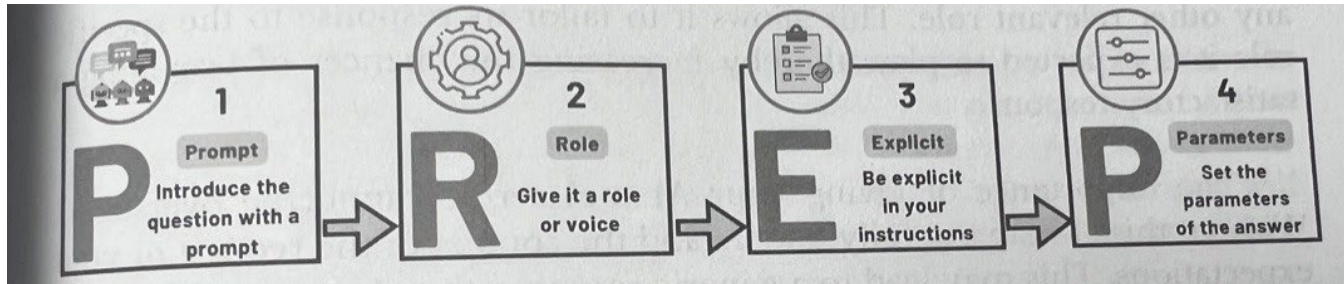 1
P
Prompt
Introduce the
question with a
prompt
2
R
Role
Give it a role
or voice
3
E
Explicit
Be explicit
in your
instructions
4
P
Parameters
Set the
parameters
of the answer